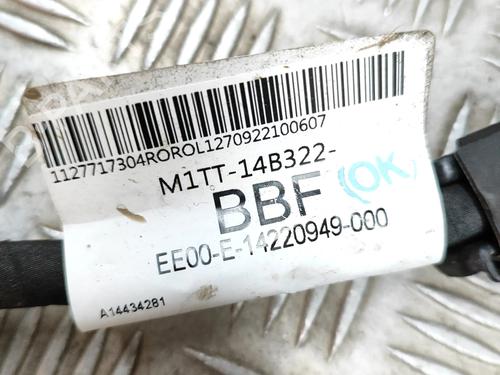 1127717304ROROL1270922100607
M1TT-14B322-
BBF (OK)
EE00-E-14220949-000
A14434281